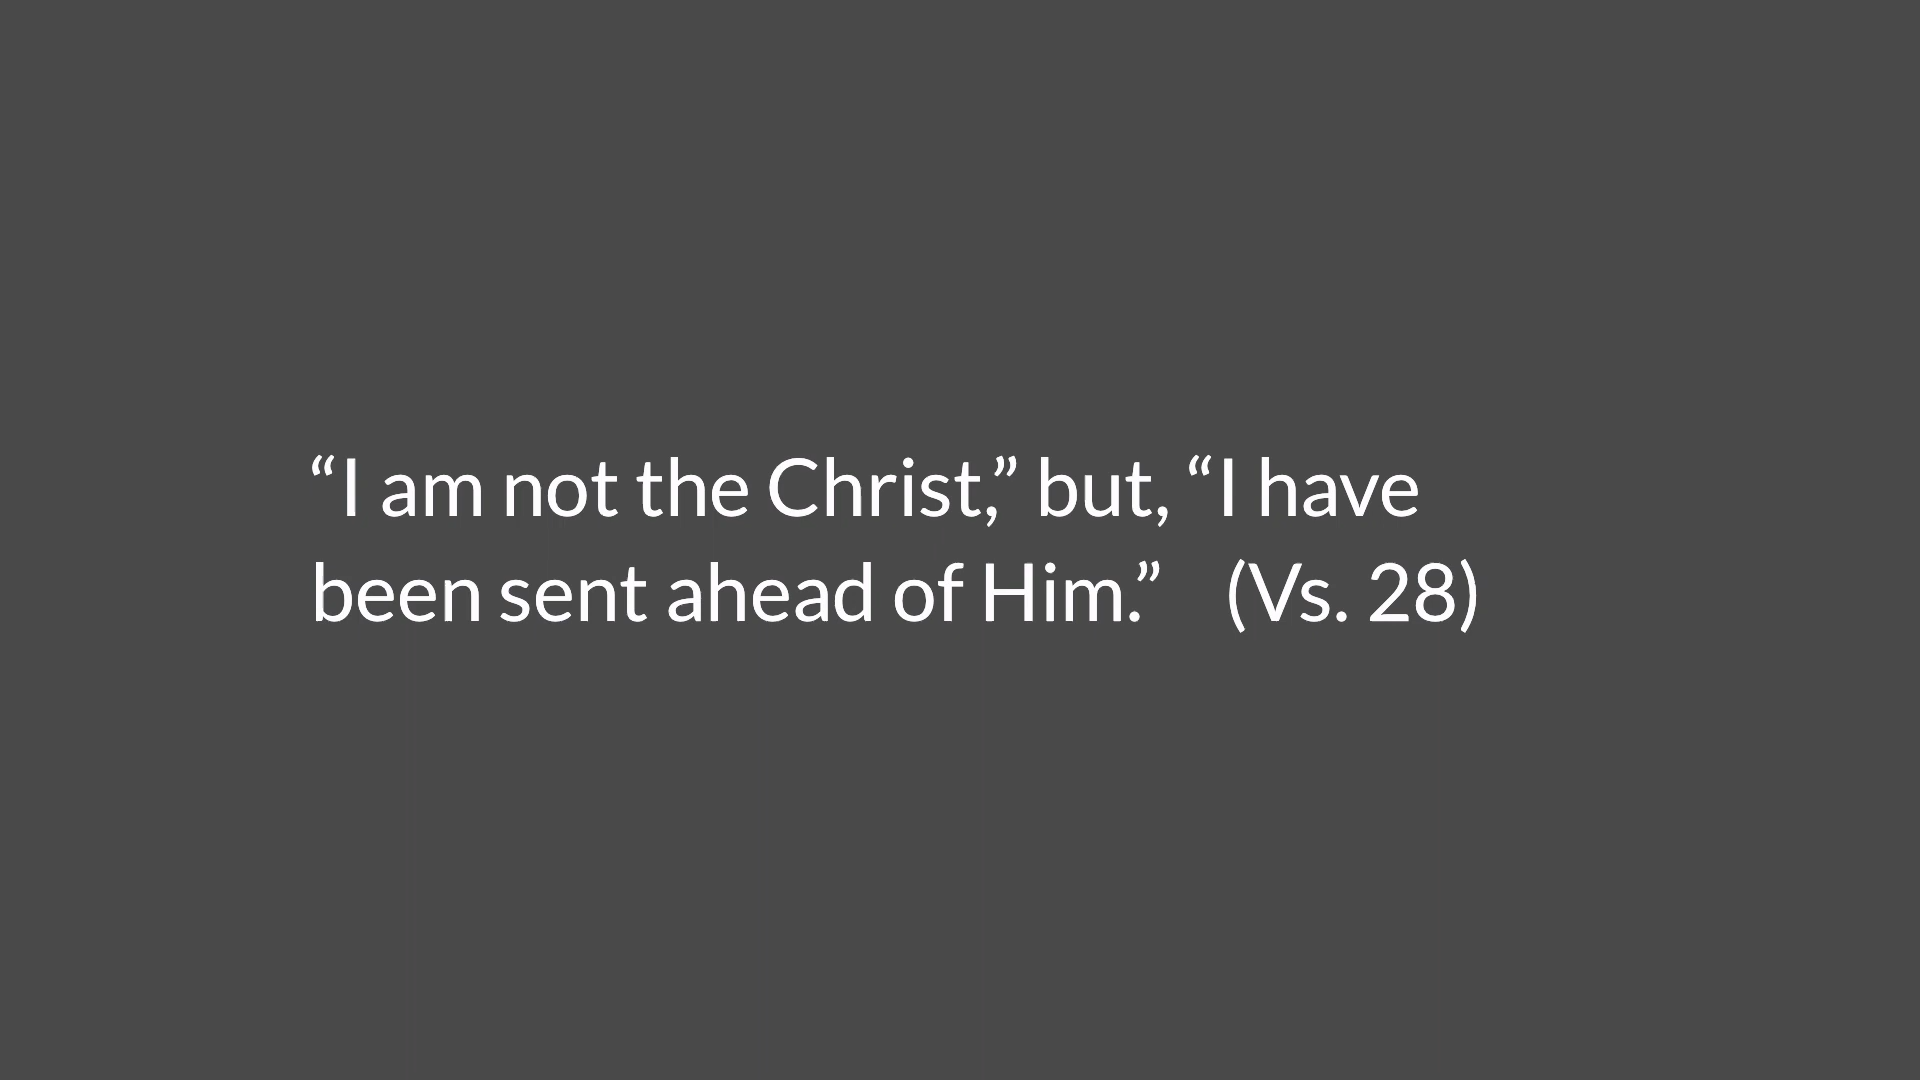 “I am not the Christ,” but, “I have
been sent ahead of Him.”   (Vs. 28)